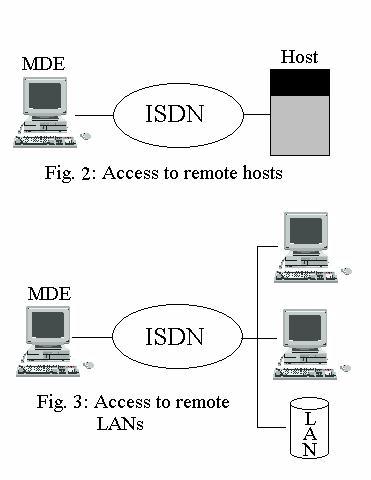 Host
MDE
ISDN
Fig. 2: Access to remote hosts
MDE
ISDN
Fig. 3: Access to remote
LANs
LAN